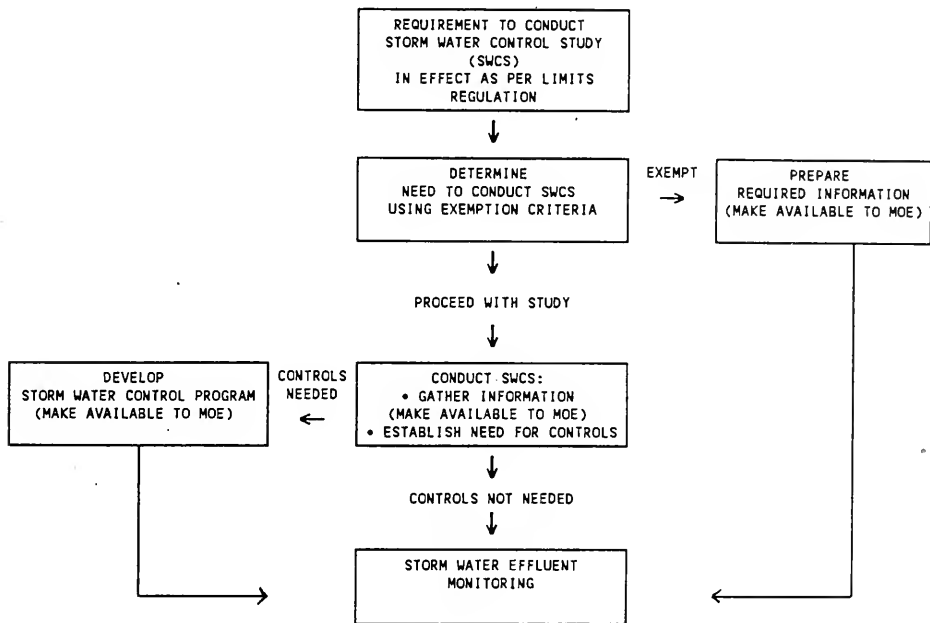 REQUIREMENT TO CONDUCT
STORM WATER CONTROL STUDY
(SWCS)
IN EFFECT AS PER LIMITS
REGULATION
DETERMINE
NEED TO CONDUCT SWCS
USING EXEMPTION CRITERIA
EXEMPT
PREPARE
REQUIRED INFORMATION
(MAKE AVAILABLE TO MOE)
PROCEED WITH STUDY
DEVELOP
STORM WATER CONTROL PROGRAM
(MAKE AVAILABLE TO MOE)
CONTROLS
NEEDED
CONDUCT SWCS:
• GATHER INFORMATION
(MAKE AVAILABLE TO MOE)
• ESTABLISH NEED FOR CONTROLS
CONTROLS NOT NEEDED
STORM WATER EFFLUENT
MONITORING